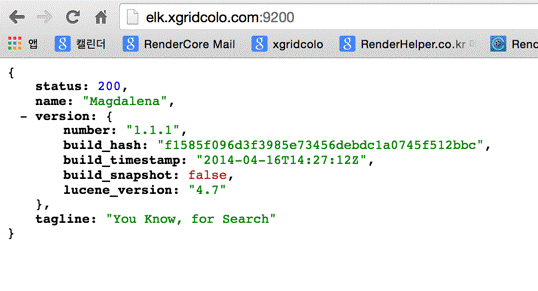 elk.xgridcolo.com:9200
앱 캘린더 RenderCore Mail xgridcolo RenderHelper.co.kr Ren
{
status: 200,
name: "Magdalena",
- version: {
number: "1.1.1",
build_hash: "f1585f096d3f3985e73456debdc1a0745f512bbc",
build_timestamp: "2014-04-16T14:27:12Z",
build_snapshot: false,
lucene_version: "4.7"
},
tagline: "You Know, for Search"
}